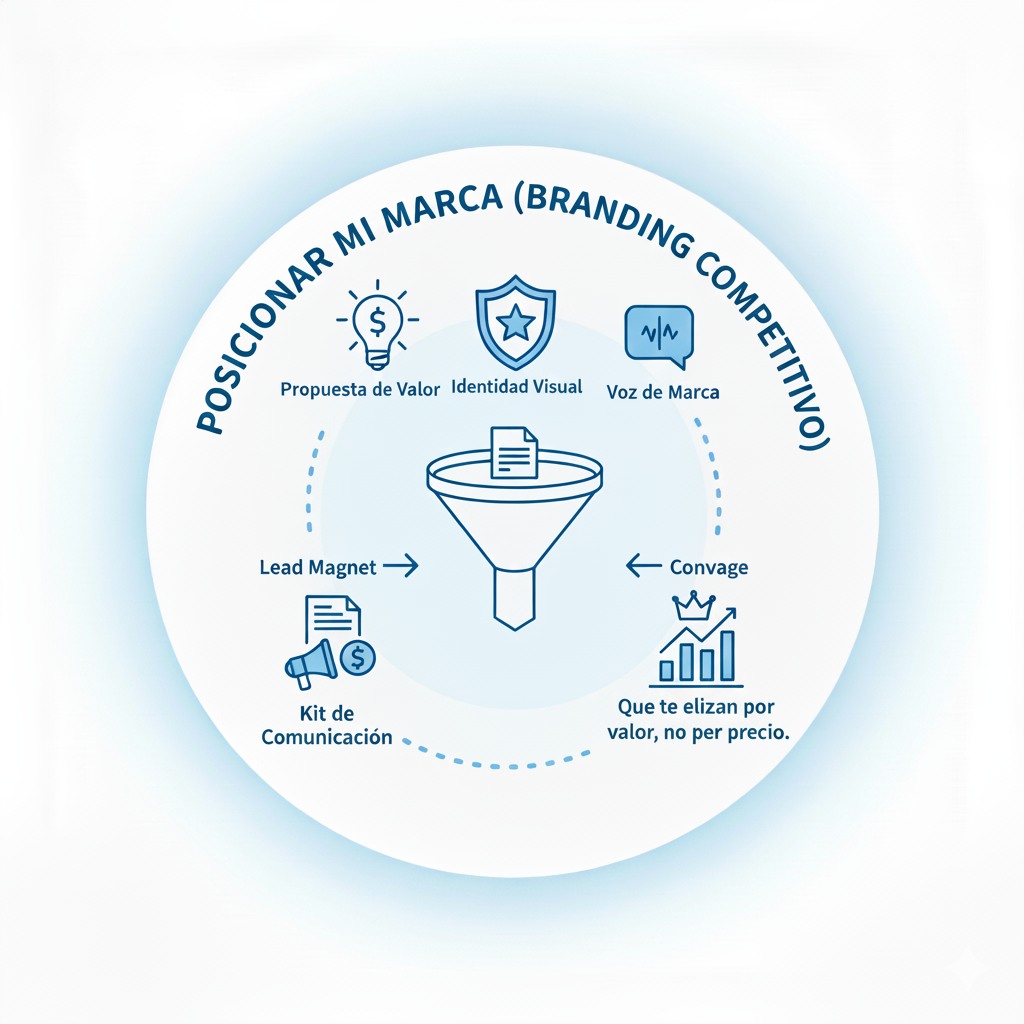 POSICIONAR MI MARCA (BRANDING COMPETITIVO)
$
Propuesta de Valor
Identidad Visual
Voz de Marca
Lead Magnet
Convage
$
Kit de
Comunicación
Que te elizan por
valor, no per precio.